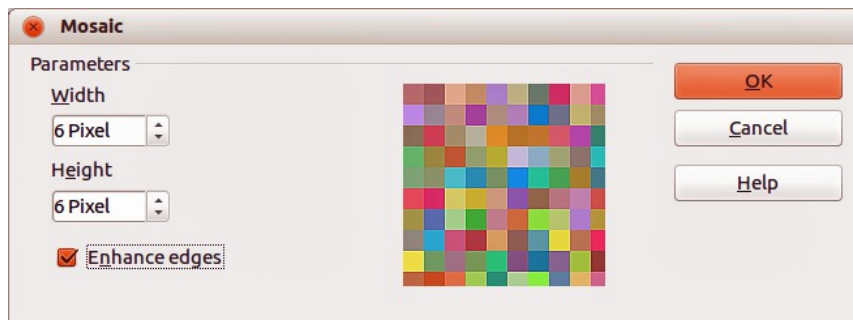 Mosaic
Parameters
Width
6 Pixel
Height
6 Pixel
Enhance edges
OK
Cancel
Help